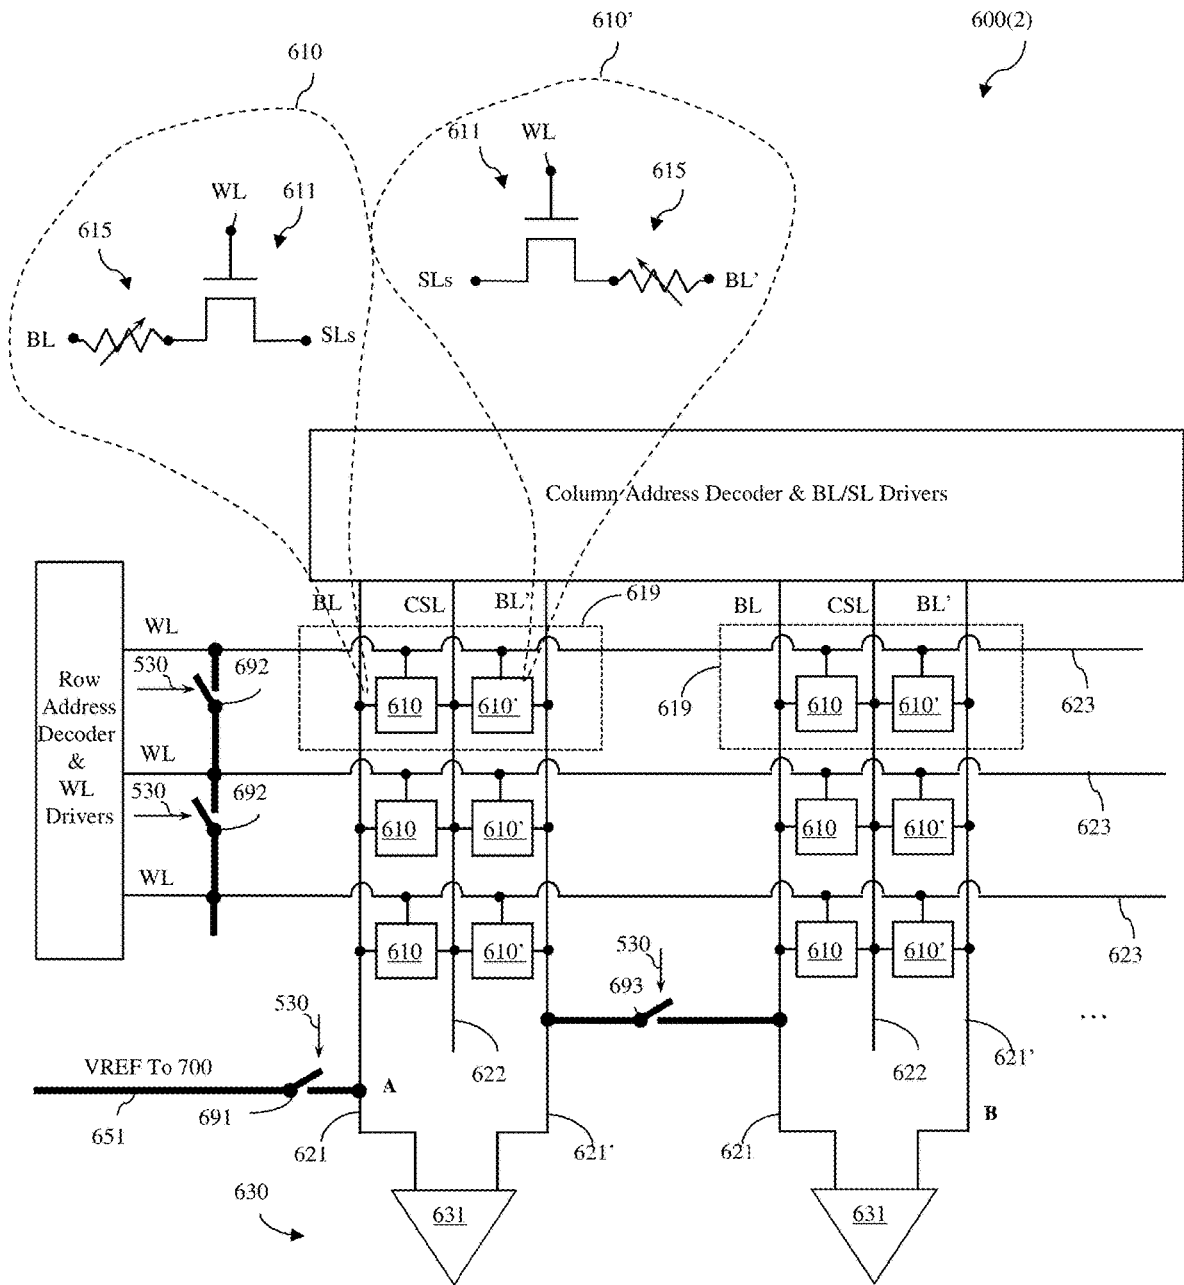 610'
600(2)
610
611
WL
615
WL
611
615
SLs
BL'
BL
SLs
Column Address Decoder & BL/SL Drivers
BL
CSL
BL'
619
BL
CSL
BL'
WL
530
692
Row
Address
Decoder
&
WL
Drivers
610
610'
619
610
610'
623
WL
530
692
610
610'
610
610'
623
WL
610
610'
530
693
610
610'
623
530
...
VREF To 700
A
622
622
621'
651
691
621
621'
621
B
630
631
631